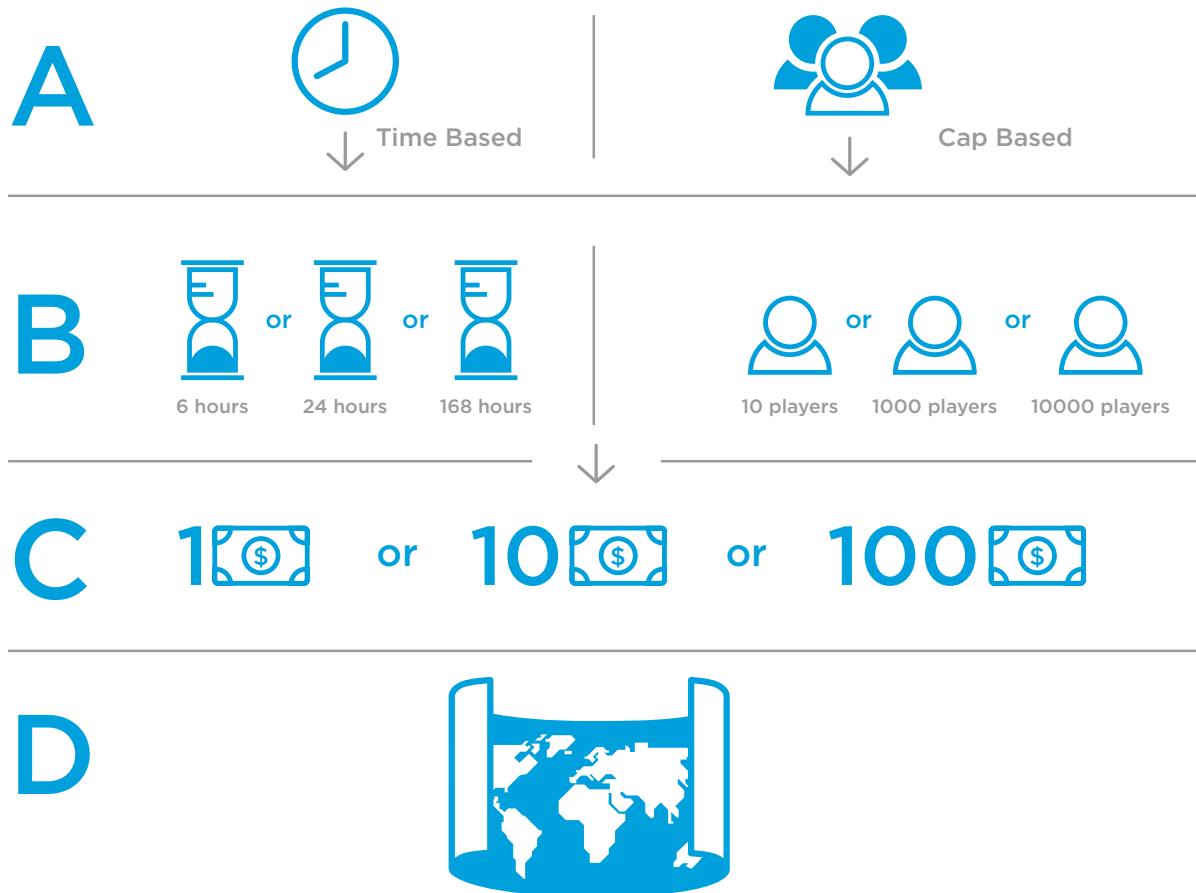 A
Time Based
Cap Based
B
or
or
or
or
6 hours
24 hours
168 hours
10 players
1000 players
10000 players
C
1 $ or 10 $ or 100 $
D